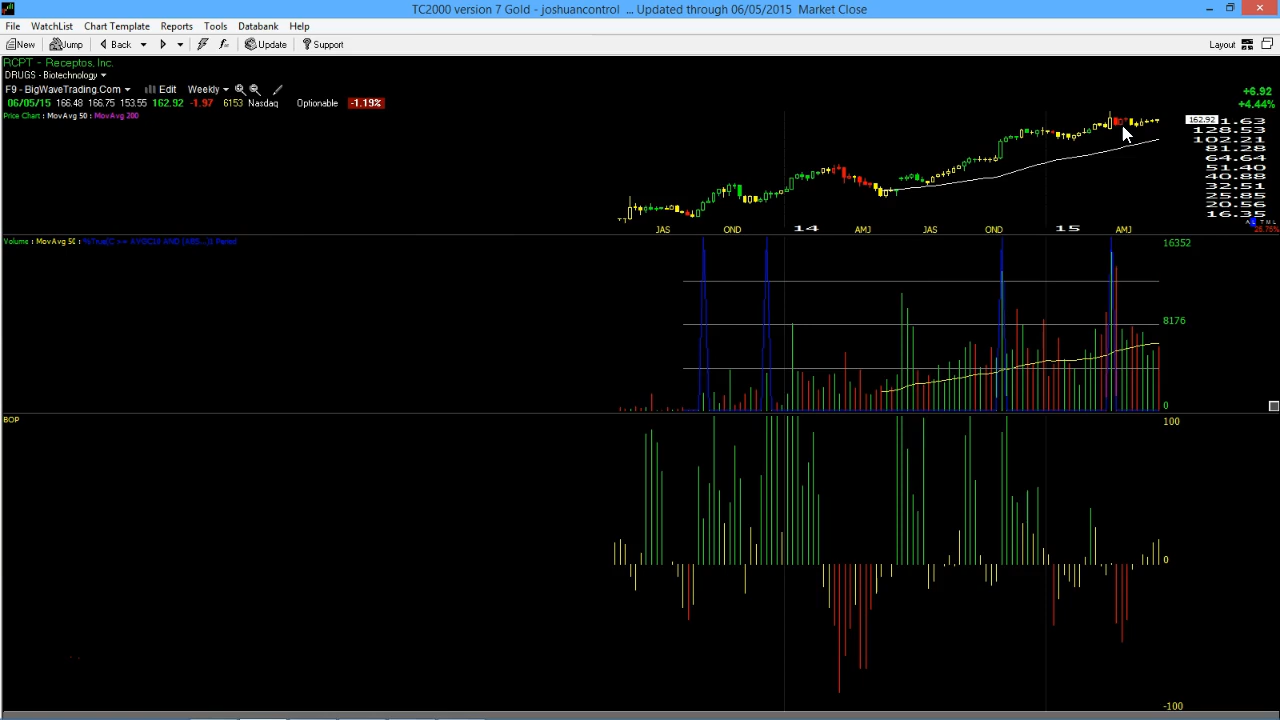 TC2000 version 7 Gold - joshuancontrol ... Updated through 06/05/2015 Market Close
File WatchList Chart Template Reports Tools Databank Help
New Jump Back Update Support Layout
RCPT - Receptos, Inc.
DRUGS - Biotechnology
F9 - BigWaveTrading.Com Edit Weekly
+6.92
06/05/15 166.48 166.75 153.55 162.92 -1.97 6153 Nasdaq Optionable -1.19%
+4.44%
Price Chart : MovAvg 50 : MovAvg 200
162.92 1.63
128.53
102.21
81.28
64.64
51.40
40.88
32.51
25.85
20.56
16.35
26.75%
JAS OND 14 AMJ JAS OND 15 AMJ
Volume : MovAvg 50 :
16352
8176
0
BOP
100
0
-100